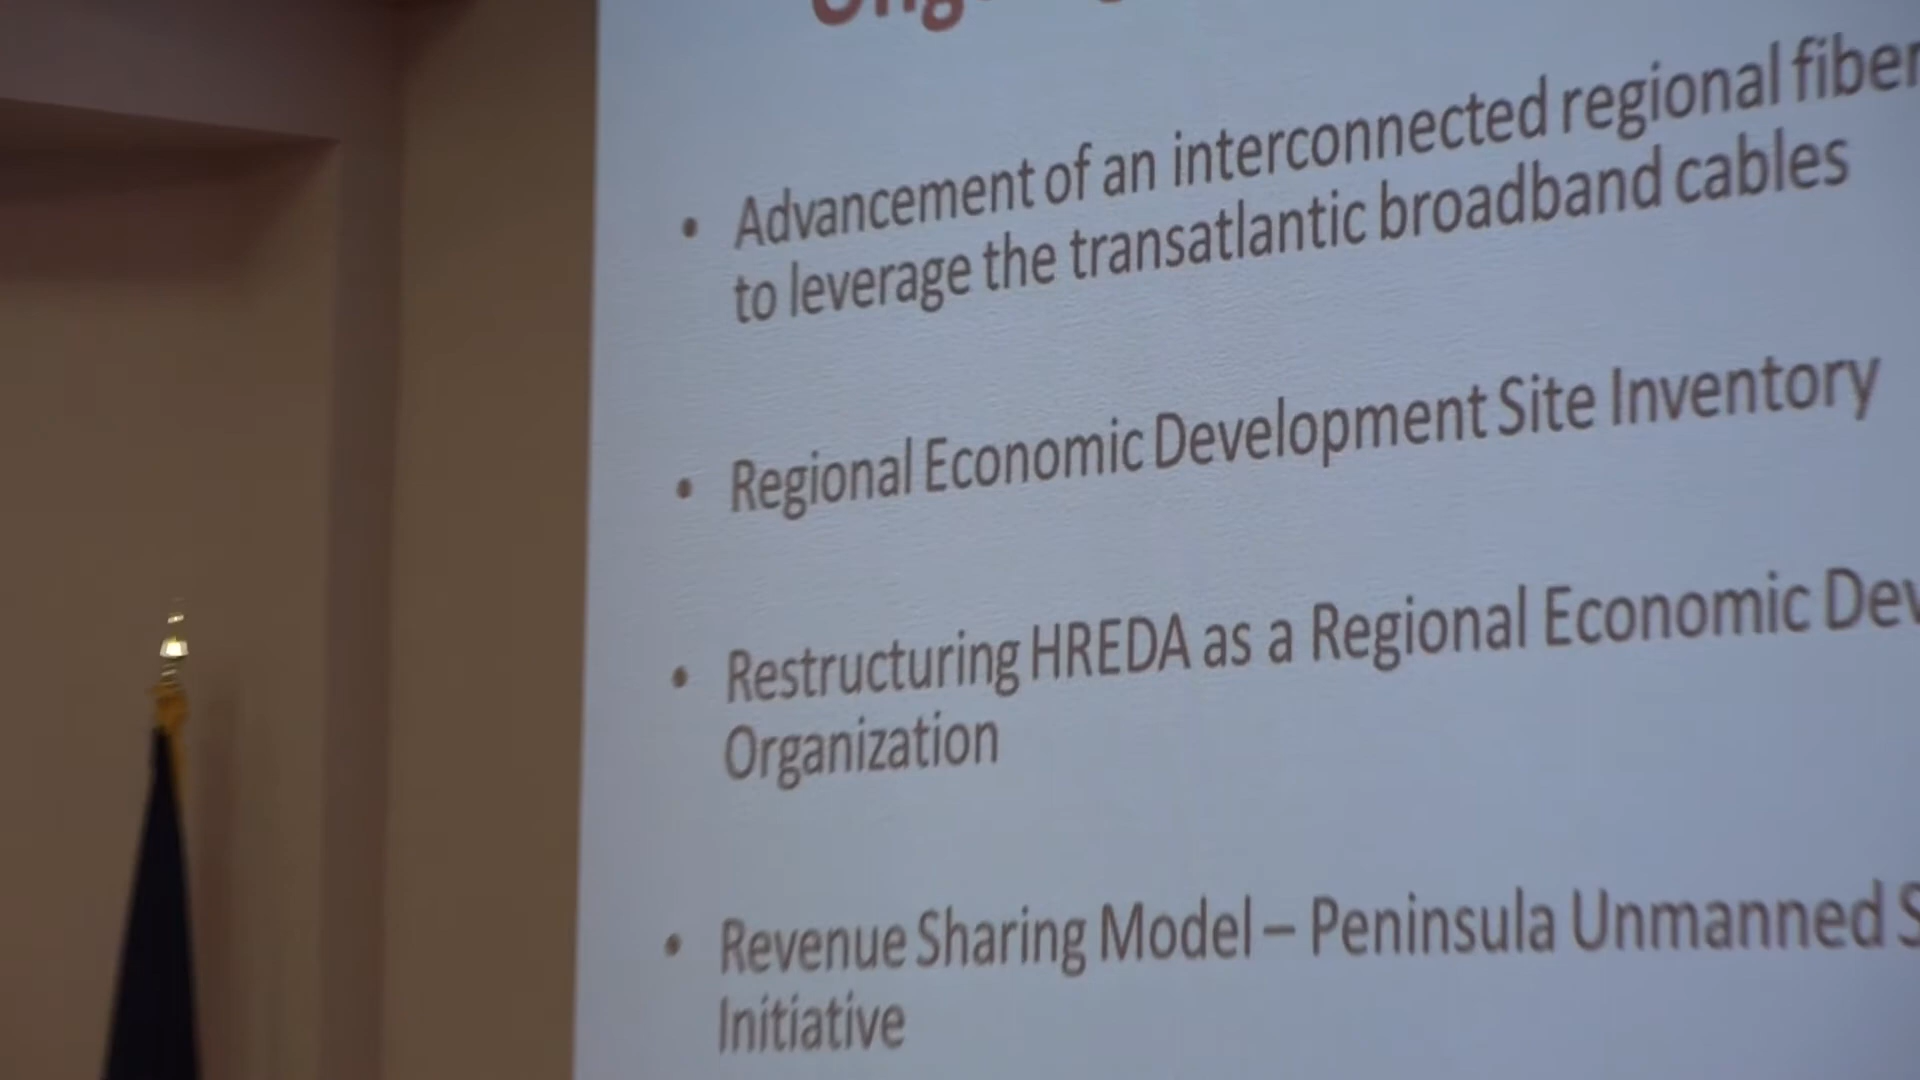 Advancement of an interconnected regional fiber
to leverage the transatlantic broadband cables
Regional Economic Development Site Inventory
Restructuring HREDA as a Regional Economic Dev
Organization
Revenue Sharing Model – Peninsula Unmanned S
Initiative